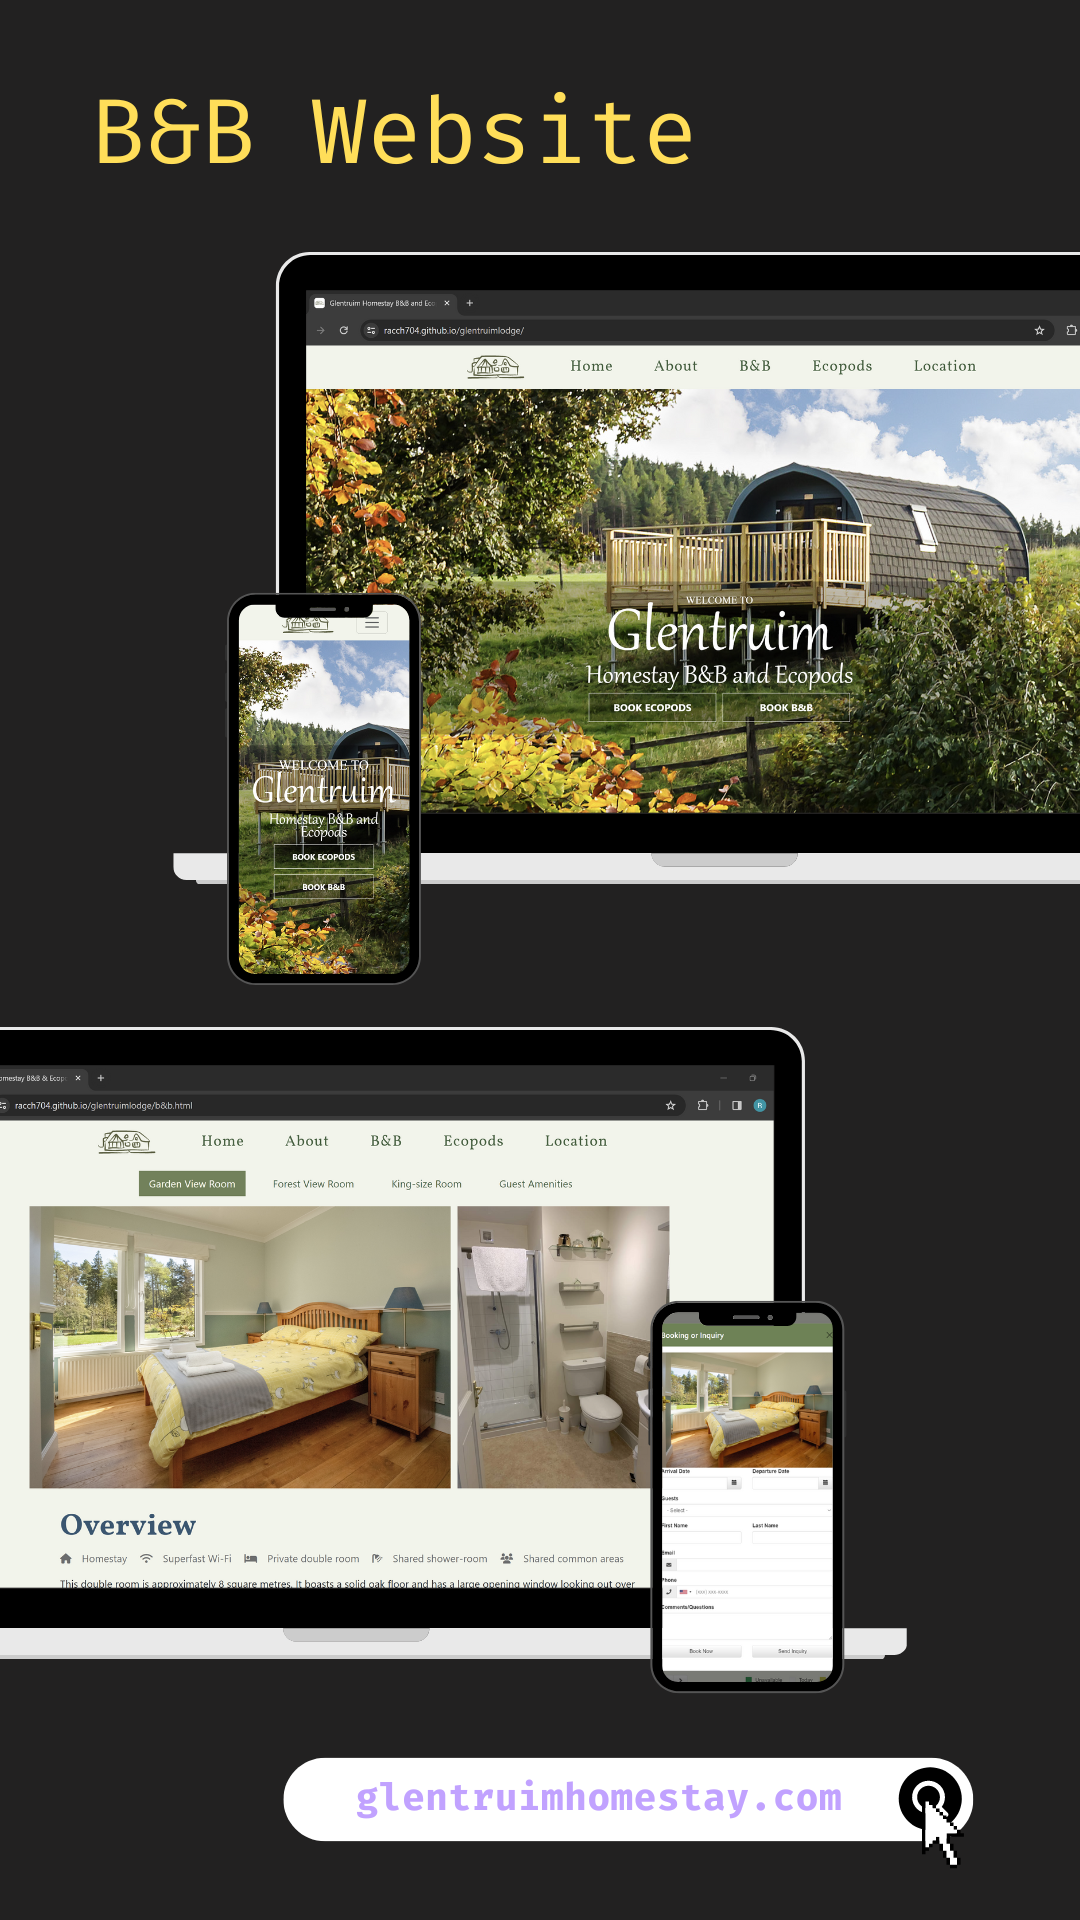 B&B Website
Glentruim Homestay B&B and Eco
racch704.github.io/glentruimlodge/
Home About B&B Ecopods Location
WELCOME TO
Glentruim
Homestay B&B and Ecopods
BOOK ECOPODS BOOK B&B
WELCOME TO
Glentruim
Homestay B&B and
Ecopods
BOOK ECOPODS
BOOK B&B
omestay B&B & Ecop
racch704.github.io/glentruimlodge/b&b.html
R
Home About B&B Ecopods Location
Garden View Room Forest View Room King-size Room Guest Amenities
Overview
Homestay Superfast Wi-Fi Private double room Shared shower-room Shared common areas
This double room is approximately 8 square metres. It boasts a solid oak floor and has a large opening window looking out over
Booking or Inquiry
Arrival Date Departure Date
Guests
- Select -
First Name Last Name
Email
Phone
(XXX) XXX-XXXX
Comments/Questions
Book Now Send Inquiry
Unavailable Today
glentruimhomestay.com